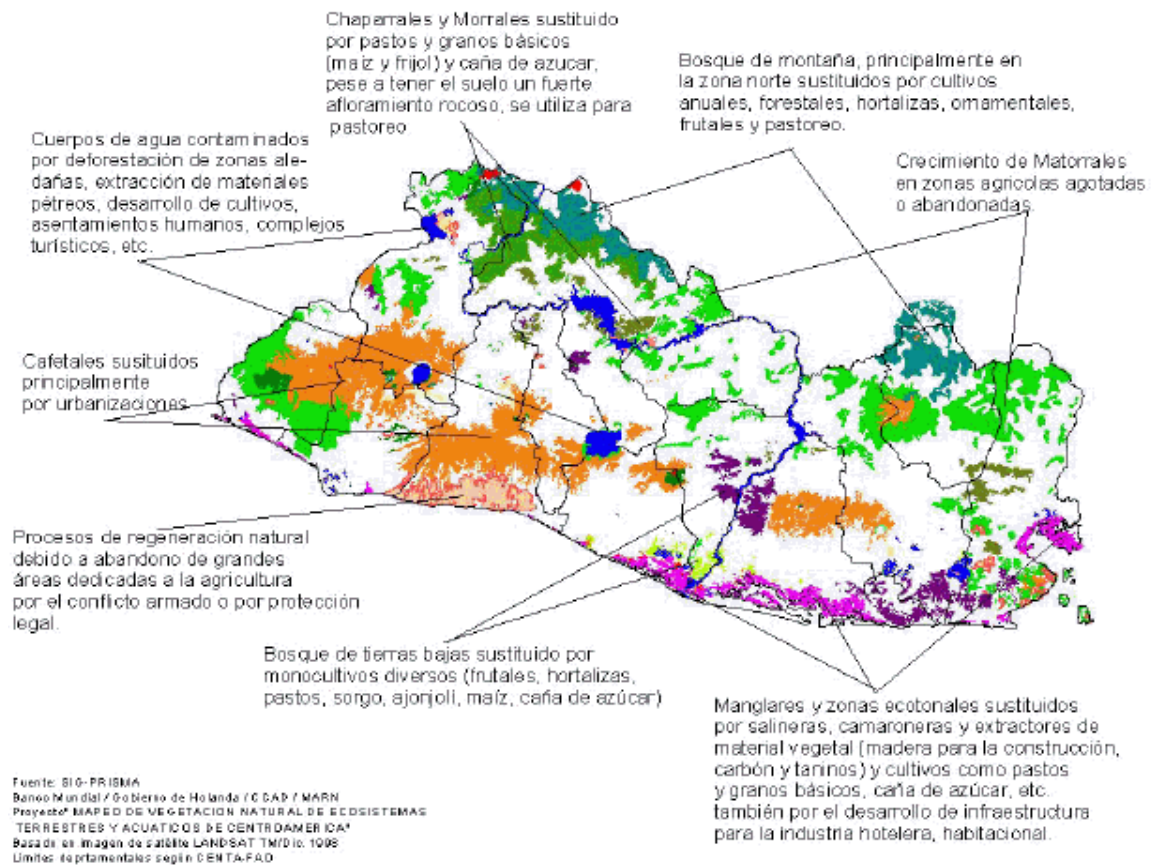 Chaparrales y Morrales sustituido
por pastos y granos básicos
(maíz y frijol) y caña de azucar,
pese a tener el suelo un fuerte
afloramiento rocoso, se utiliza para
pastoreo
Bosque de montaña, principalmente en
la zona norte sustituidos por cultivos
anuales, forestales, hortalizas, ornamentales,
frutales y pastoreo.
Cuerpos de agua contaminados
por deforestación de zonas ale-
dañas, extracción de materiales
pétreos, desarrollo de cultivos,
asentamientos humanos, complejos
turísticos, etc.
Crecimiento de Matorrales
en zonas agricolas agotadas
o abandonadas.
Cafetales susituidos
principalmente
por urbanizaciones
Procesos de regeneración natural
debido a abandono de grandes
áreas dedicadas a la agricultura
por el conflicto armado o por protección
legal.
Bosque de tierras bajas sustituido por
monocultivos diversos (frutales, hortalizas,
pastos, sorgo, ajonjolí, maíz, caña de azúcar)
Manglares y zonas ecotonales sustituidos
por salineras, camaroneras y extractores de
material vegetal (madera para la construcción,
carbón y taninos) y cultivos como pastos
y granos básicos, caña de azúcar, etc.
también por el desarrollo de infraestructura
para la industria hotelera, habitacional.
Fuente: SIG-PRISMA
Banco Mundial / Gobierno de Holanda / CCAD / MARN
Proyecto" MAPEO DE VEGETACION NATURAL DE ECOSISTEMAS
TERRESTRES Y ACUATICOS DE CENTROAMERICA"
Basado en imagen de satélite LANDSAT TM/Dic. 1998
Límites deprtamentales según CENTA-FAO